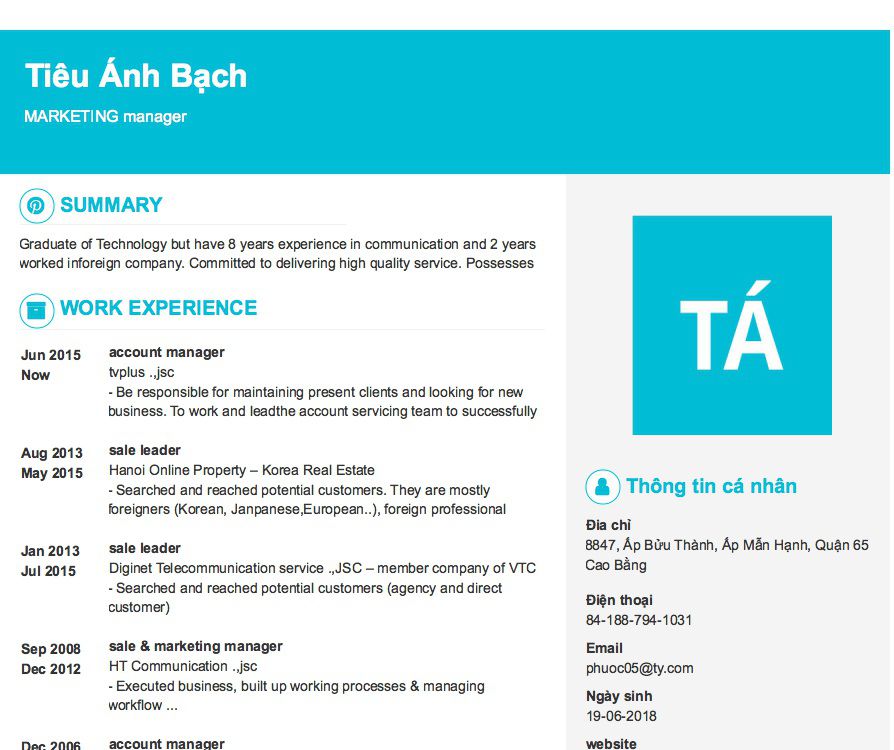 Tiêu Ánh Bạch
MARKETING manager
SUMMARY
Graduate of Technology but have 8 years experience in communication and 2 years
worked inforeign company. Committed to delivering high quality service. Possesses
WORK EXPERIENCE
Jun 2015
Now
account manager
tvplus .,jsc
- Be responsible for maintaining present clients and looking for new
business. To work and leadthe account servicing team to successfully
Aug 2013
May 2015
sale leader
Hanoi Online Property – Korea Real Estate
- Searched and reached potential customers. They are mostly
foreigners (Korean, Janpanese,European..), foreign professional
Jan 2013
Jul 2015
sale leader
Diginet Telecommunication service .,JSC – member company of VTC
- Searched and reached potential customers (agency and direct
customer)
Sep 2008
Dec 2012
sale & marketing manager
HT Communication .,jsc
- Executed business, built up working processes & managing
workflow ...
Dec 2006
account manager
TÁ
Thông tin cá nhân
Địa chỉ
8847, Ấp Bửu Thành, Ấp Mẫn Hạnh, Quận 65
Cao Bằng
Điện thoại
84-188-794-1031
Email
phuoc05@ty.com
Ngày sinh
19-06-2018
website